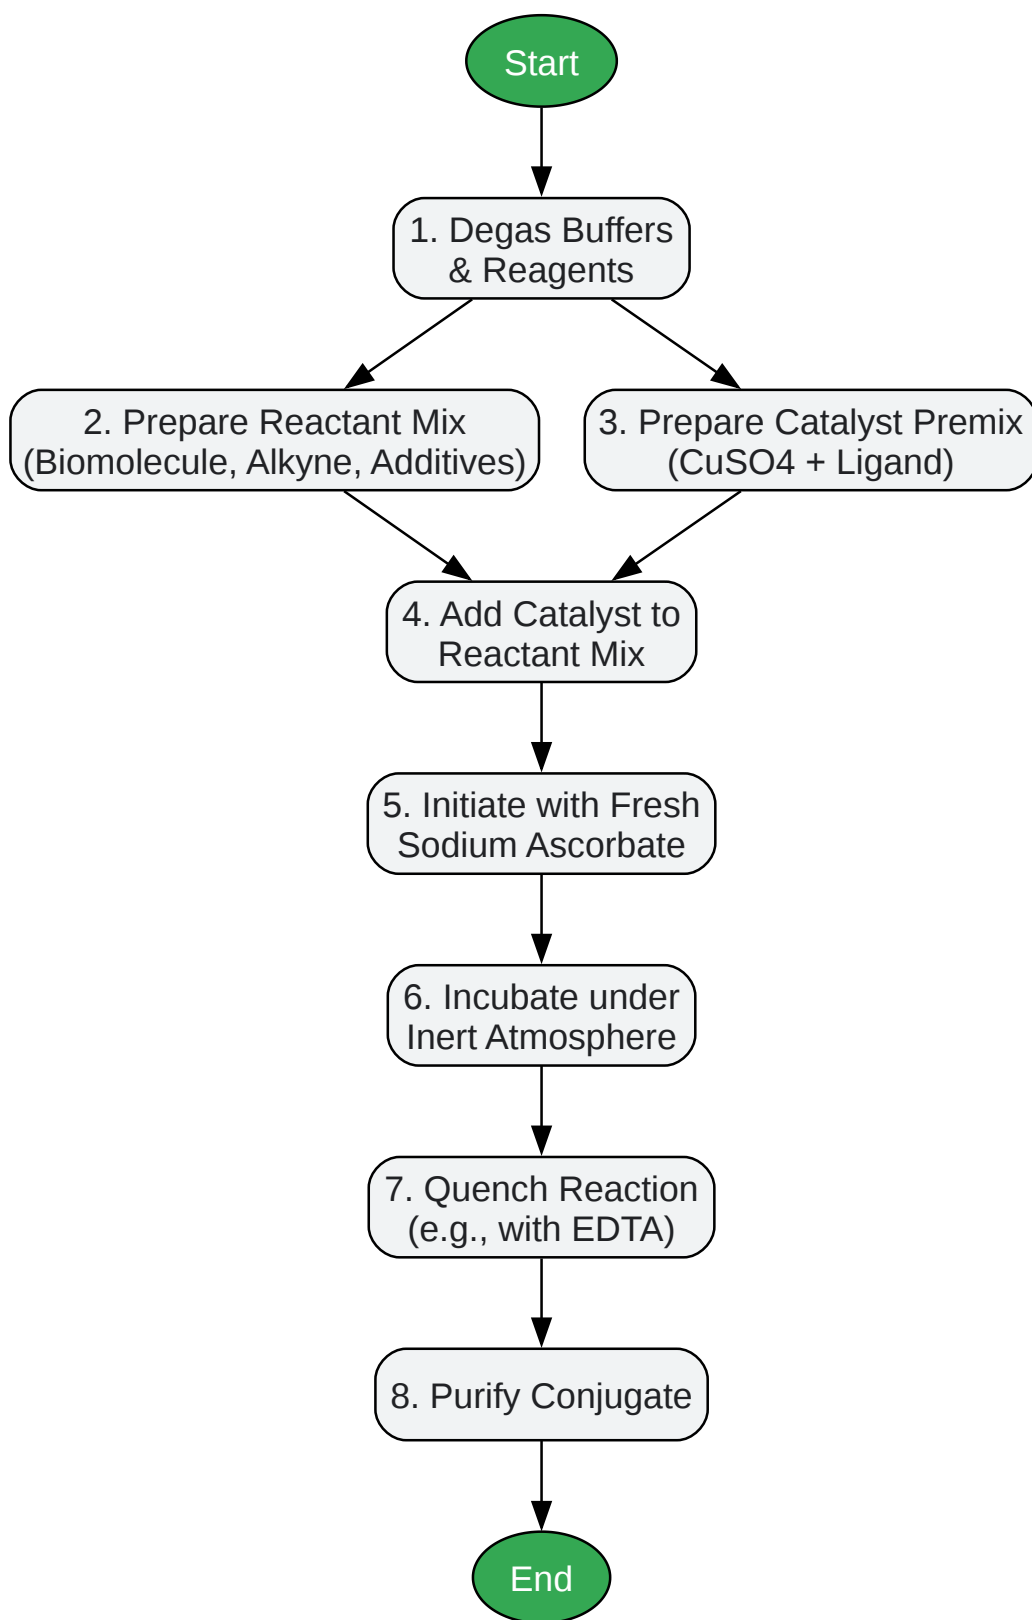 Start
1. Degas Buffers
& Reagents
2. Prepare Reactant Mix
(Biomolecule, Alkyne, Additives)
3. Prepare Catalyst Premix
(CuSO4 + Ligand)
4. Add Catalyst to
Reactant Mix
5. Initiate with Fresh
Sodium Ascorbate
6. Incubate under
Inert Atmosphere
7. Quench Reaction
(e.g., with EDTA)
8. Purify Conjugate
End